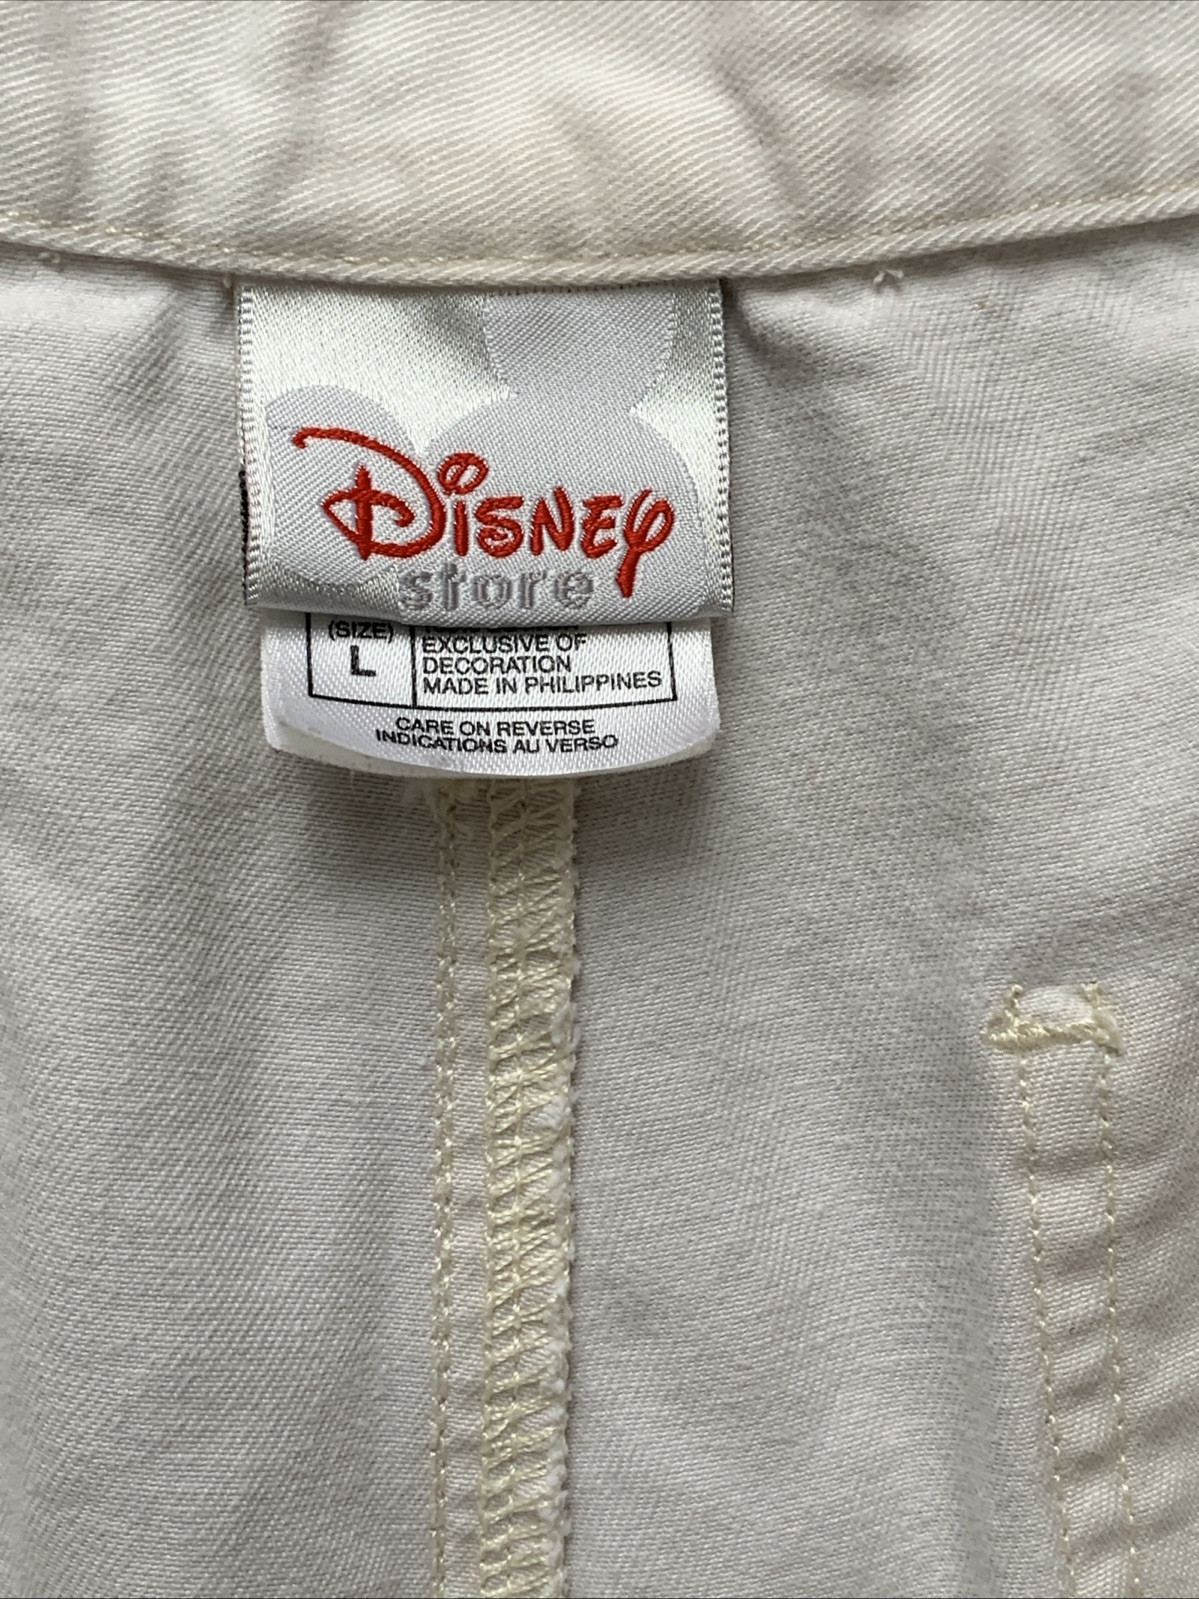 Disney
store
(SIZE)
L
EXCLUSIVE OF
DECORATION
MADE IN PHILIPPINES
CARE ON REVERSE
INDICATIONS AU VERSO